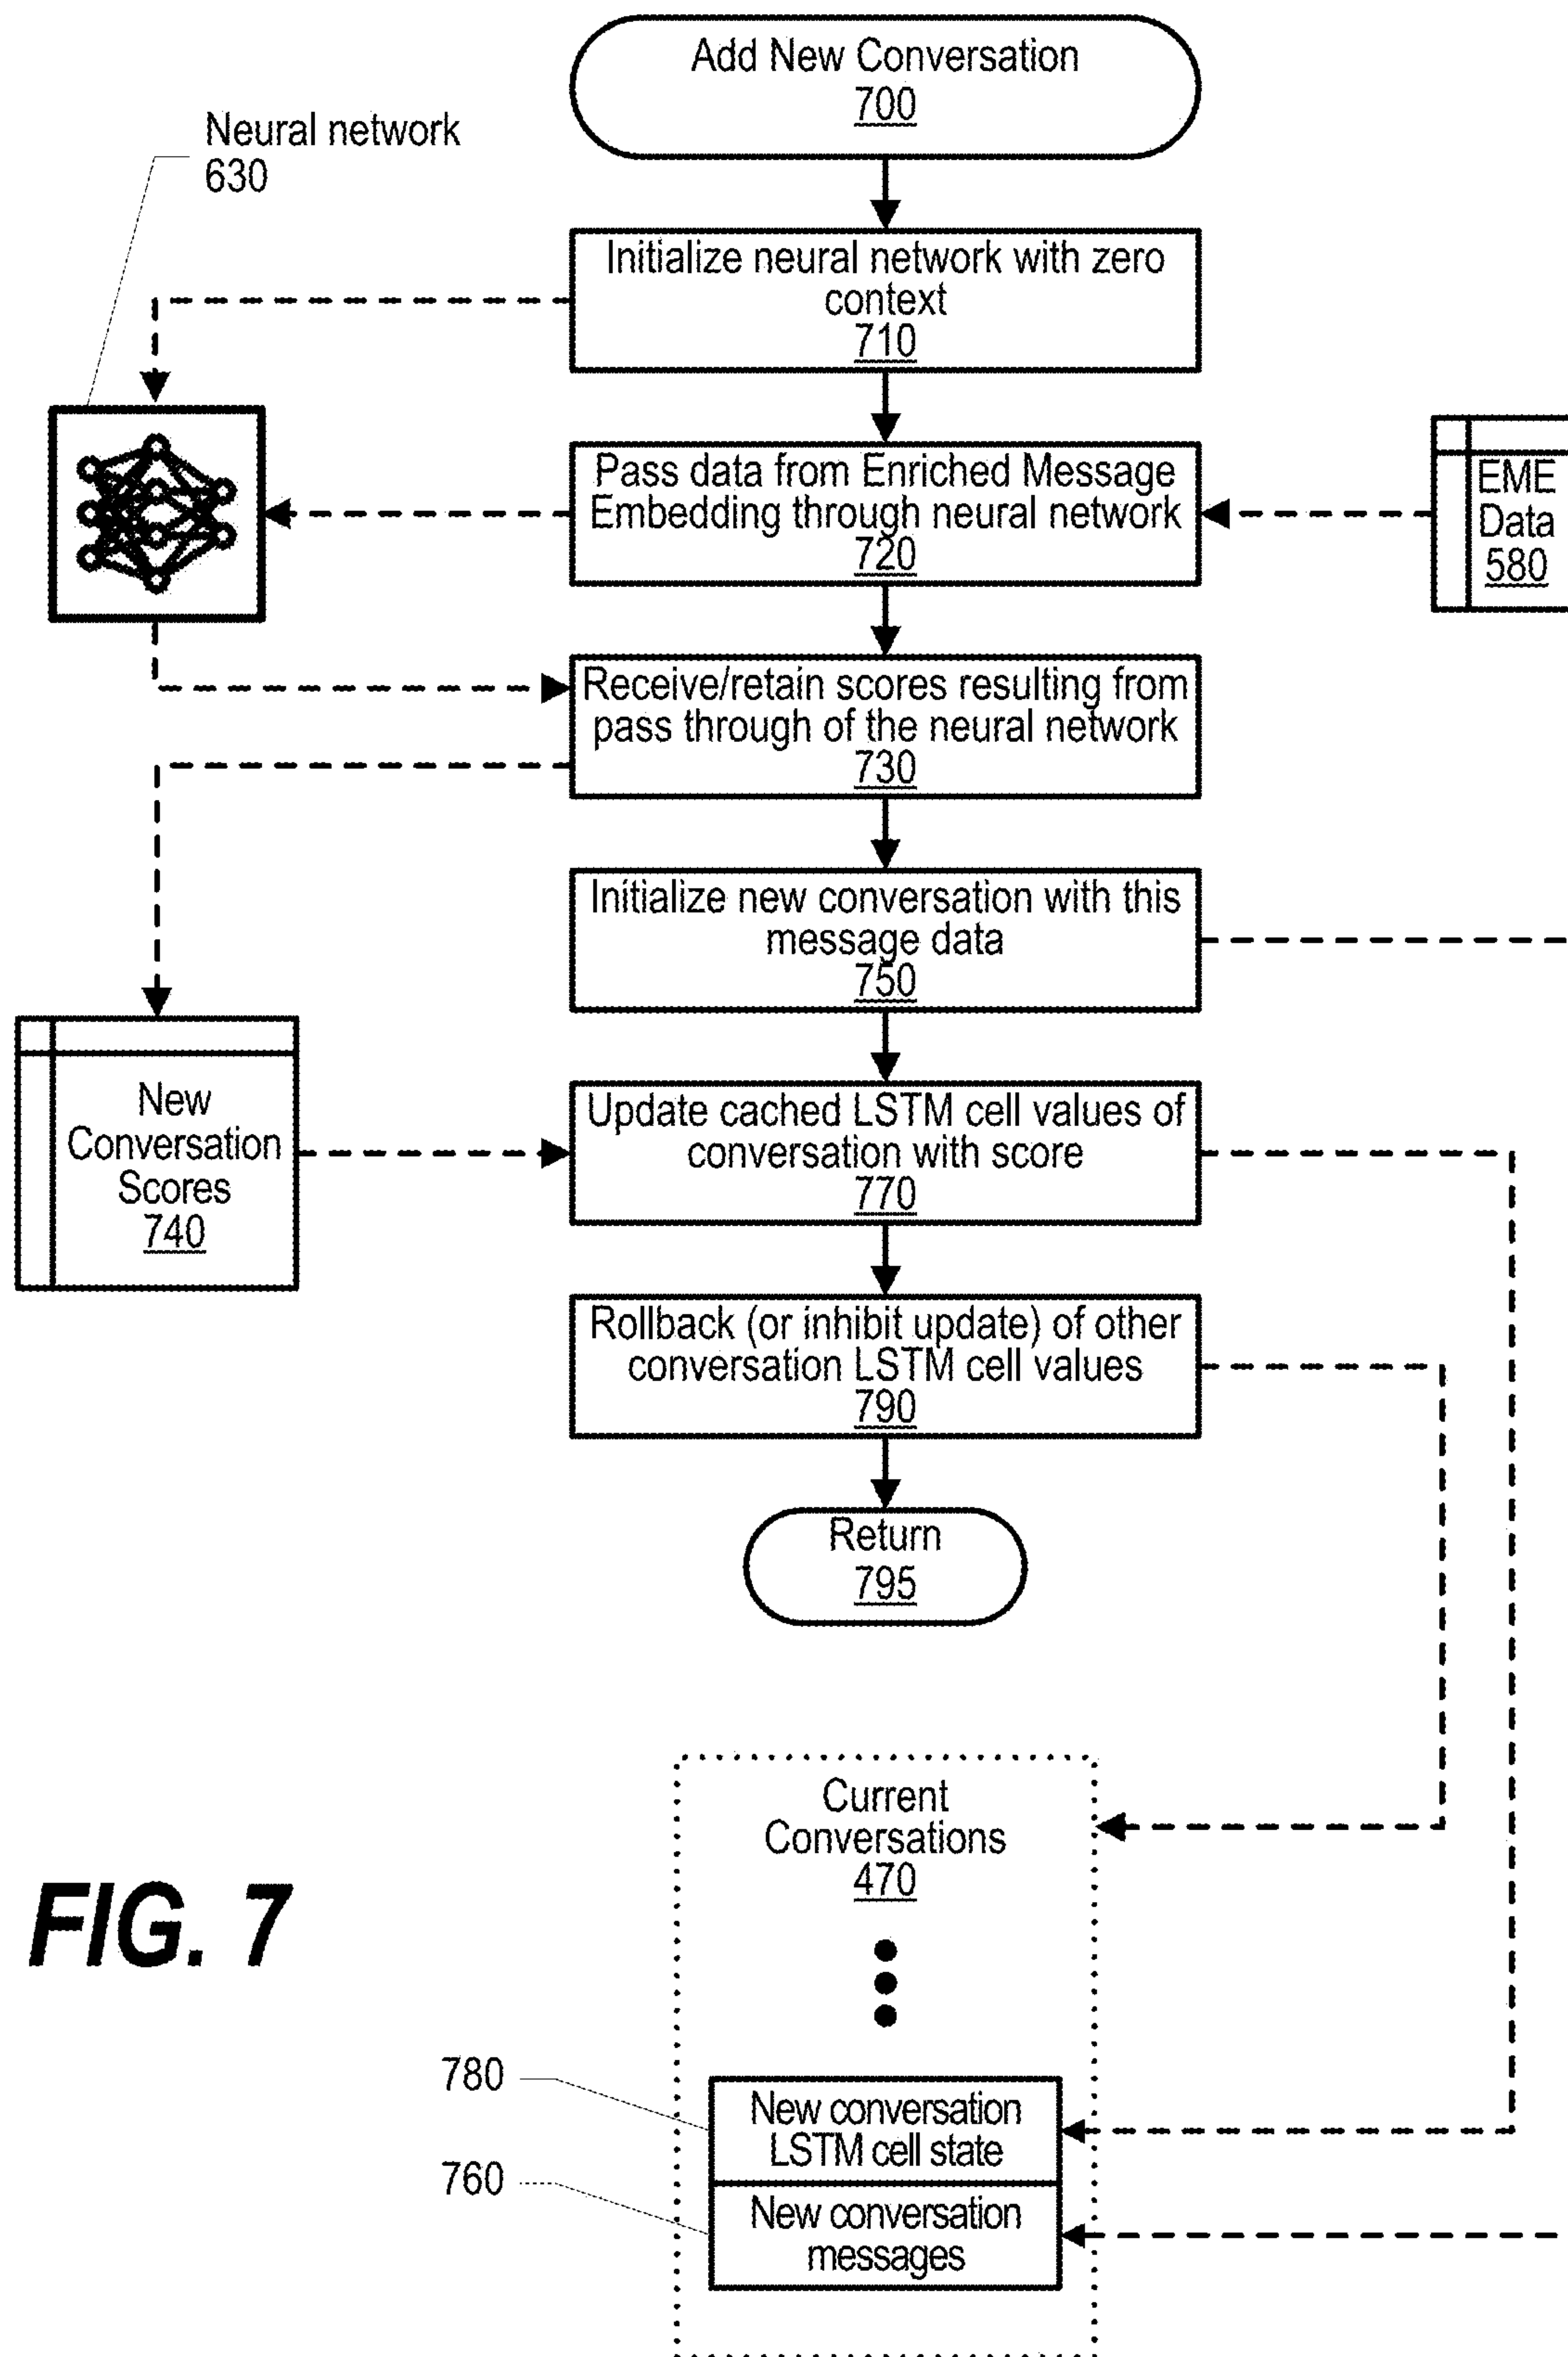 Add New Conversation
700
Neural network
630
Initialize neural network with zero
context
710
Pass data from Enriched Message
Embedding through neural network
720
EME
Data
580
Receive/retain scores resulting from
pass through of the neural network
730
Initialize new conversation with this
message data
750
New
Conversation
Scores
740
Update cached LSTM cell values of
conversation with score
770
Rollback (or inhibit update) of other
conversation LSTM cell values
790
Return
795
Current
Conversations
470
FIG. 7
780
New conversation
LSTM cell state
760
New conversation
messages